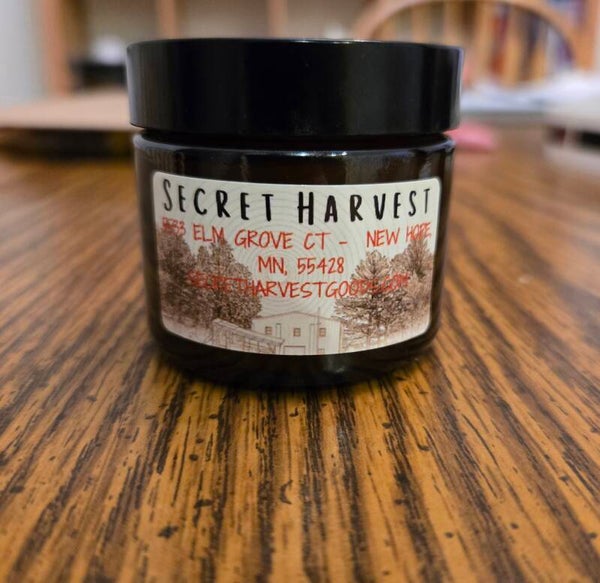 SECRET HARVEST
ELM GROVE CT - NEW HOPE
MN, 55428
SECRETHARVESTGOODS.COM